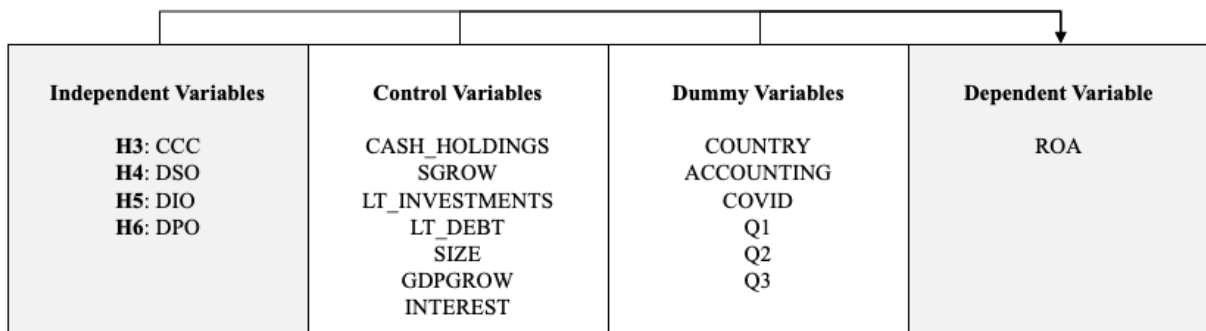 Independent Variables
H3: CCC
H4: DSO
H5: DIO
H6: DPO
Control Variables
CASH_HOLDINGS
SGROW
LT_INVESTMENTS
LT_DEBT
SIZE
GDPGROW
INTEREST
Dummy Variables
COUNTRY
ACCOUNTING
COVID
Q1
Q2
Q3
Dependent Variable
ROA